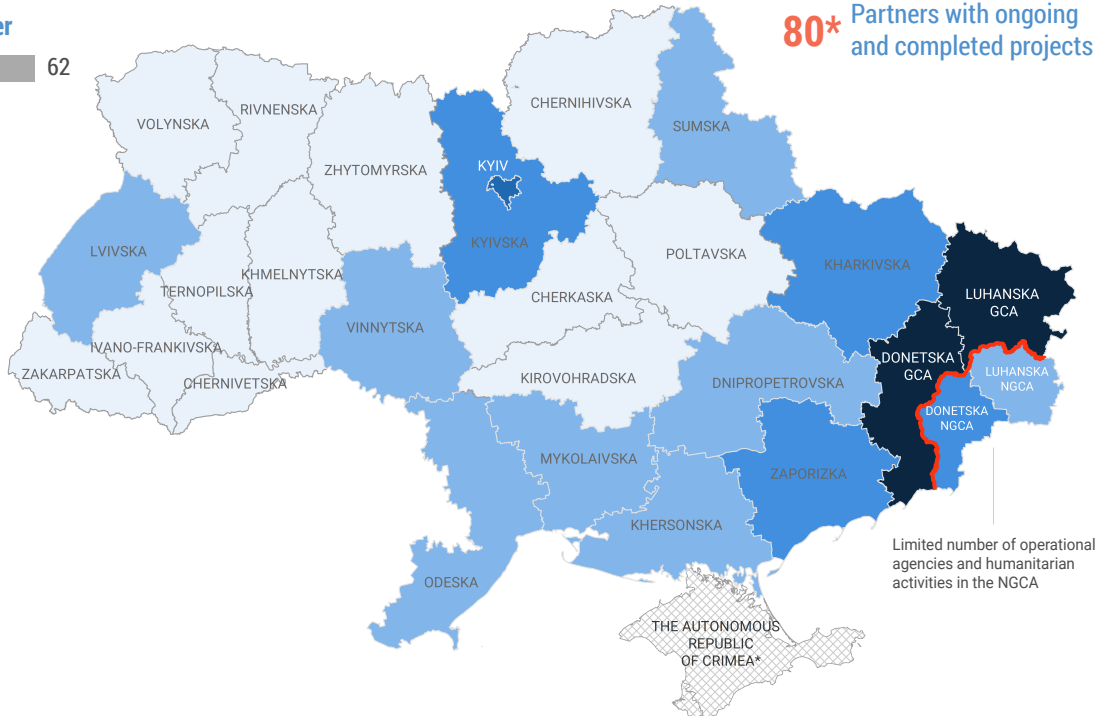 er
62
80*
Partners with ongoing
and completed projects
CHERNIHIVSKA
RIVNENSKA
VOLYNSKA
SUMSKA
KYIV
ZHYTOMYRSKA
LVIVSKA
KYIVSKA
POLTAVSKA
KHARKIVSKA
KHMELNYTSKA
TERNOPILSKA
CHERKASKA
LUHANSKA
GCA
VINNYTSKA
IVANO-FRANKIVSKA
DONETSKA
GCA
ZAKARPATSKA
CHERNIVETSKA
KIROVOHRADSKA
DNIPROPETROVSKA
LUHANSKA
NGCA
DONETSKA
NGCA
MYKOLAIVSKA
ZAPORIZKA
KHERSONSKA
Limited number of operational
agencies and humanitarian
activities in the NGCA
ODESKA
THE AUTONOMOUS
REPUBLIC
OF CRIMEA*